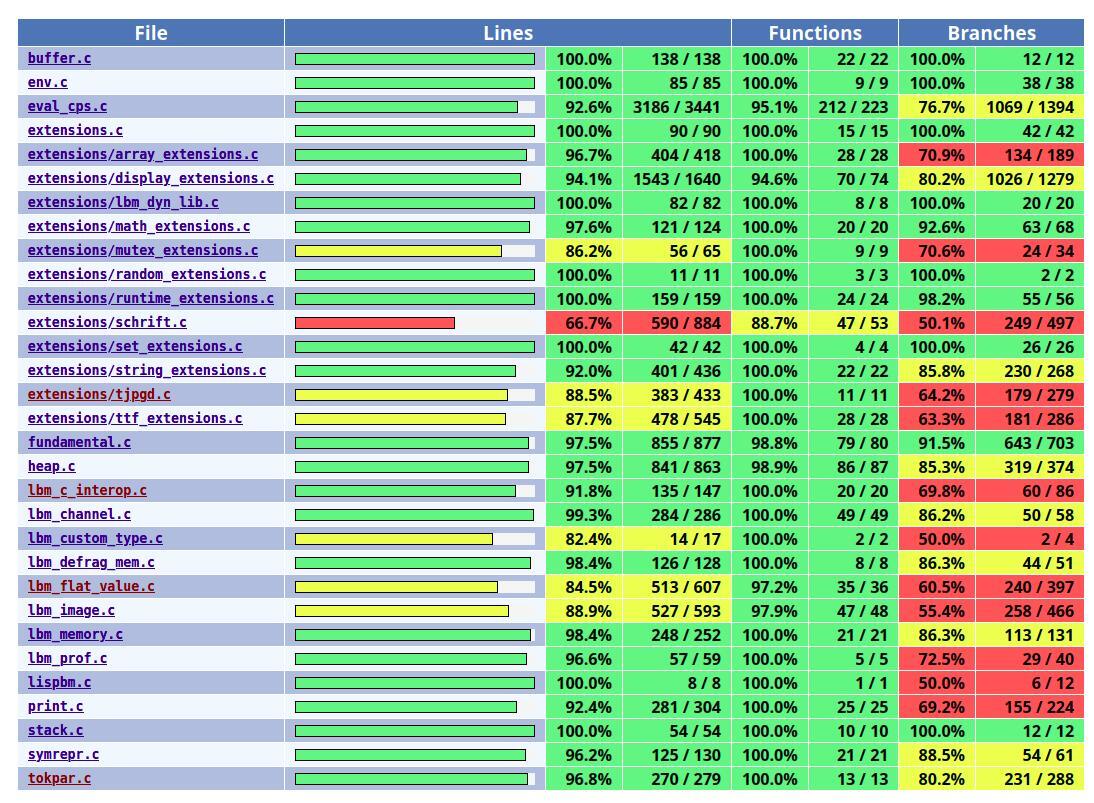 File Lines Functions Branches
buffer.c 100.0% 138 / 138 100.0% 22 / 22 100.0% 12 / 12
env.c 100.0% 85 / 85 100.0% 9 / 9 100.0% 38 / 38
eval_cps.c 92.6% 3186 / 3441 95.1% 212 / 223 76.7% 1069 / 1394
extensions.c 100.0% 90 / 90 100.0% 15 / 15 100.0% 42 / 42
extensions/array_extensions.c 96.7% 404 / 418 100.0% 28 / 28 70.9% 134 / 189
extensions/display_extensions.c 94.1% 1543 / 1640 94.6% 70 / 74 80.2% 1026 / 1279
extensions/lbm_dyn_lib.c 100.0% 82 / 82 100.0% 8 / 8 100.0% 20 / 20
extensions/math_extensions.c 97.6% 121 / 124 100.0% 20 / 20 92.6% 63 / 68
extensions/mutex_extensions.c 86.2% 56 / 65 100.0% 9 / 9 70.6% 24 / 34
extensions/random_extensions.c 100.0% 11 / 11 100.0% 3 / 3 100.0% 2 / 2
extensions/runtime_extensions.c 100.0% 159 / 159 100.0% 24 / 24 98.2% 55 / 56
extensions/schrift.c 66.7% 590 / 884 88.7% 47 / 53 50.1% 249 / 497
extensions/set_extensions.c 100.0% 42 / 42 100.0% 4 / 4 100.0% 26 / 26
extensions/string_extensions.c 92.0% 401 / 436 100.0% 22 / 22 85.8% 230 / 268
extensions/tjpgd.c 88.5% 383 / 433 100.0% 11 / 11 64.2% 179 / 279
extensions/ttf_extensions.c 87.7% 478 / 545 100.0% 28 / 28 63.3% 181 / 286
fundamental.c 97.5% 855 / 877 98.8% 79 / 80 91.5% 643 / 703
heap.c 97.5% 841 / 863 98.9% 86 / 87 85.3% 319 / 374
lbm_c_interop.c 91.8% 135 / 147 100.0% 20 / 20 69.8% 60 / 86
lbm_channel.c 99.3% 284 / 286 100.0% 49 / 49 86.2% 50 / 58
lbm_custom_type.c 82.4% 14 / 17 100.0% 2 / 2 50.0% 2 / 4
lbm_defrag_mem.c 98.4% 126 / 128 100.0% 8 / 8 86.3% 44 / 51
lbm_flat_value.c 84.5% 513 / 607 97.2% 35 / 36 60.5% 240 / 397
lbm_image.c 88.9% 527 / 593 97.9% 47 / 48 55.4% 258 / 466
lbm_memory.c 98.4% 248 / 252 100.0% 21 / 21 86.3% 113 / 131
lbm_prof.c 96.6% 57 / 59 100.0% 5 / 5 72.5% 29 / 40
lispbm.c 100.0% 8 / 8 100.0% 1 / 1 50.0% 6 / 12
print.c 92.4% 281 / 304 100.0% 25 / 25 69.2% 155 / 224
stack.c 100.0% 54 / 54 100.0% 10 / 10 100.0% 12 / 12
symrepr.c 96.2% 125 / 130 100.0% 21 / 21 88.5% 54 / 61
tokpar.c 96.8% 270 / 279 100.0% 13 / 13 80.2% 231 / 288